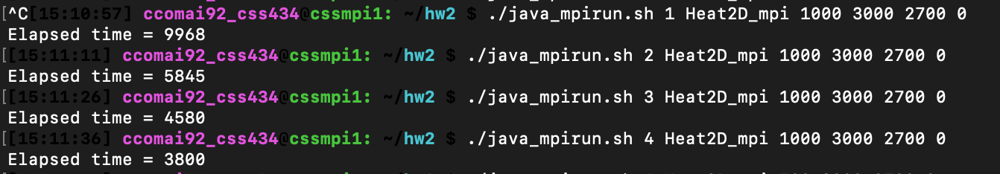 [^C[15:10:57] ccomai92_css434@cssmpi1: ~/hw2 $ ./java_mpirun.sh 1 Heat2D_mpi 1000 3000 2700 0
Elapsed time = 9968
[[15:11:11] ccomai92_css434@cssmpi1: ~/hw2 $ ./java_mpirun.sh 2 Heat2D_mpi 1000 3000 2700 0
Elapsed time = 5845
[[15:11:26] ccomai92_css434@cssmpi1: ~/hw2 $ ./java_mpirun.sh 3 Heat2D_mpi 1000 3000 2700 0
Elapsed time = 4580
[[15:11:36] ccomai92_css434@cssmpi1: ~/hw2 $ ./java_mpirun.sh 4 Heat2D_mpi 1000 3000 2700 0
Elapsed time = 3800